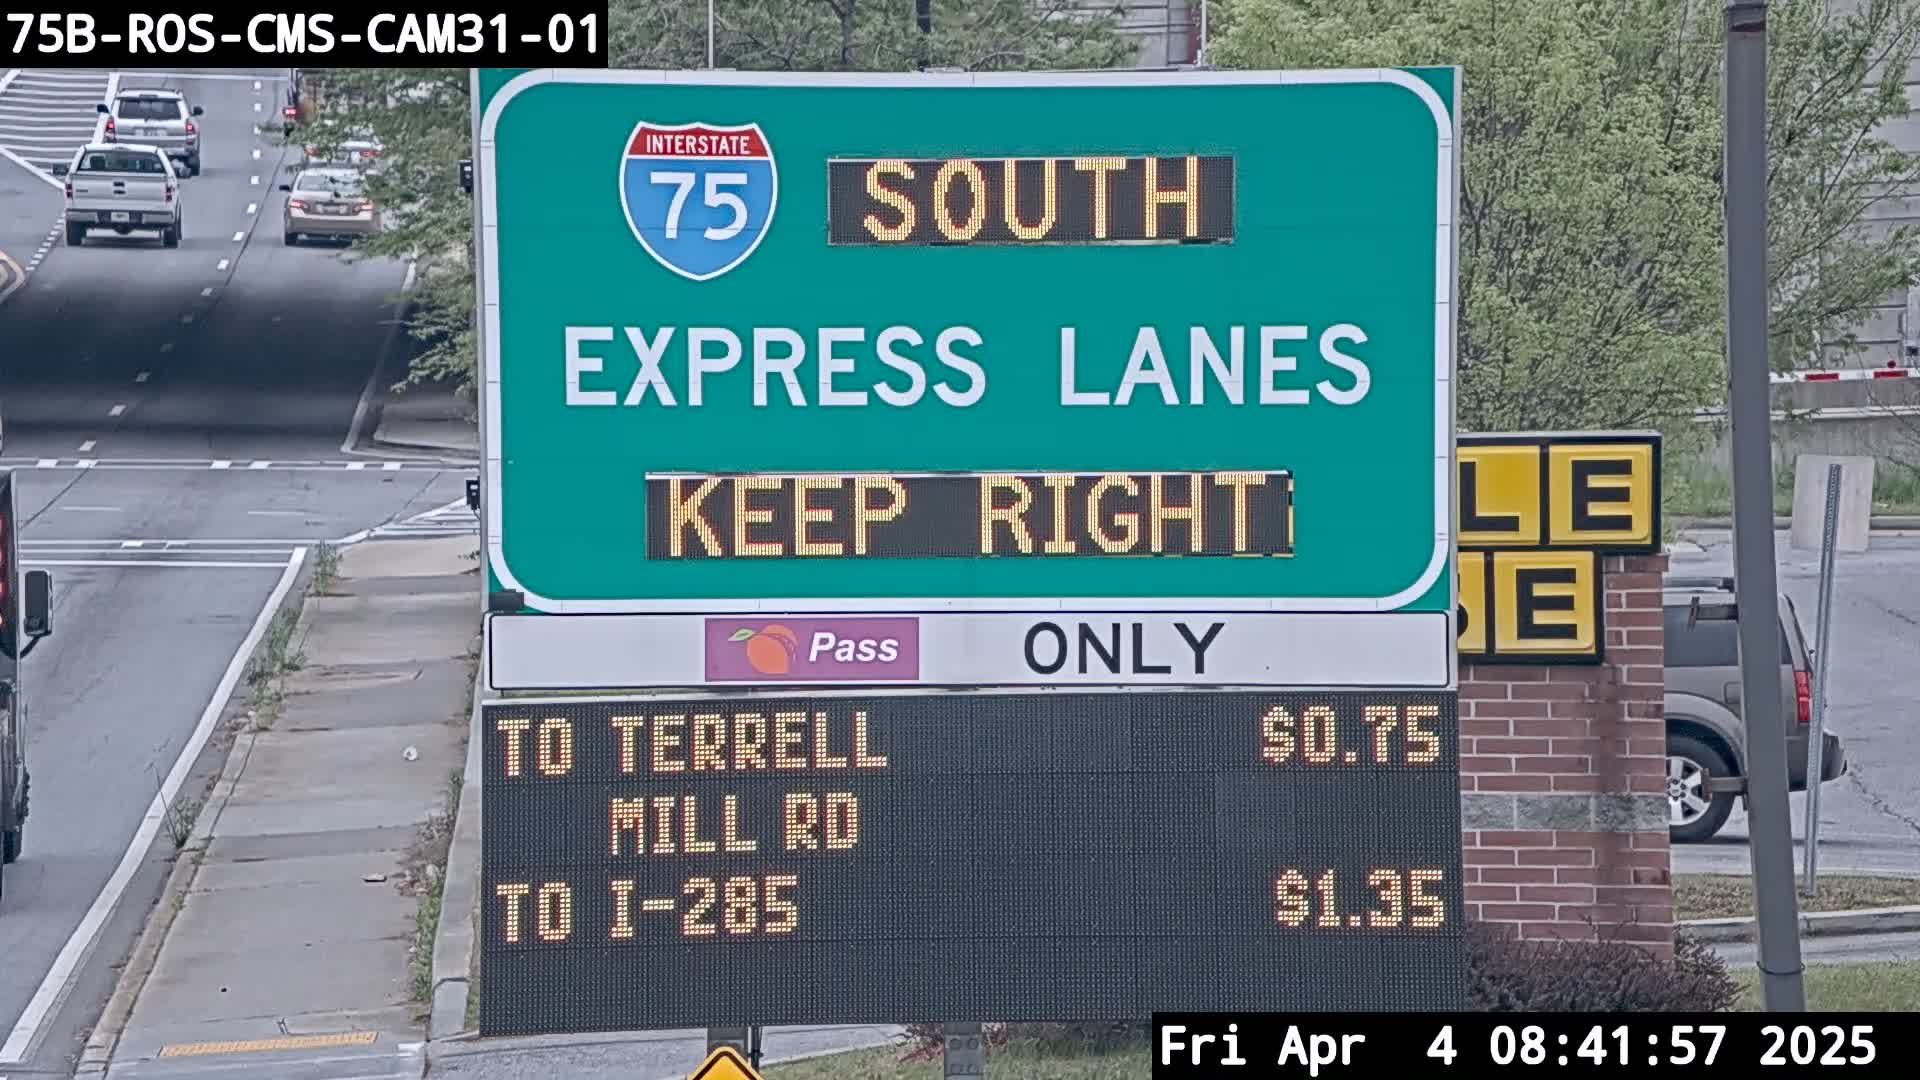 75B-ROS-CMS-CAM31-01
INTERSTATE
75
SOUTH
EXPRESS LANES
KEEP RIGHT
Pass ONLY
LE
E
TO TERRELL $0.75
MILL RD
TO I-285 $1.35
Fri Apr 4 08:41:57 2025